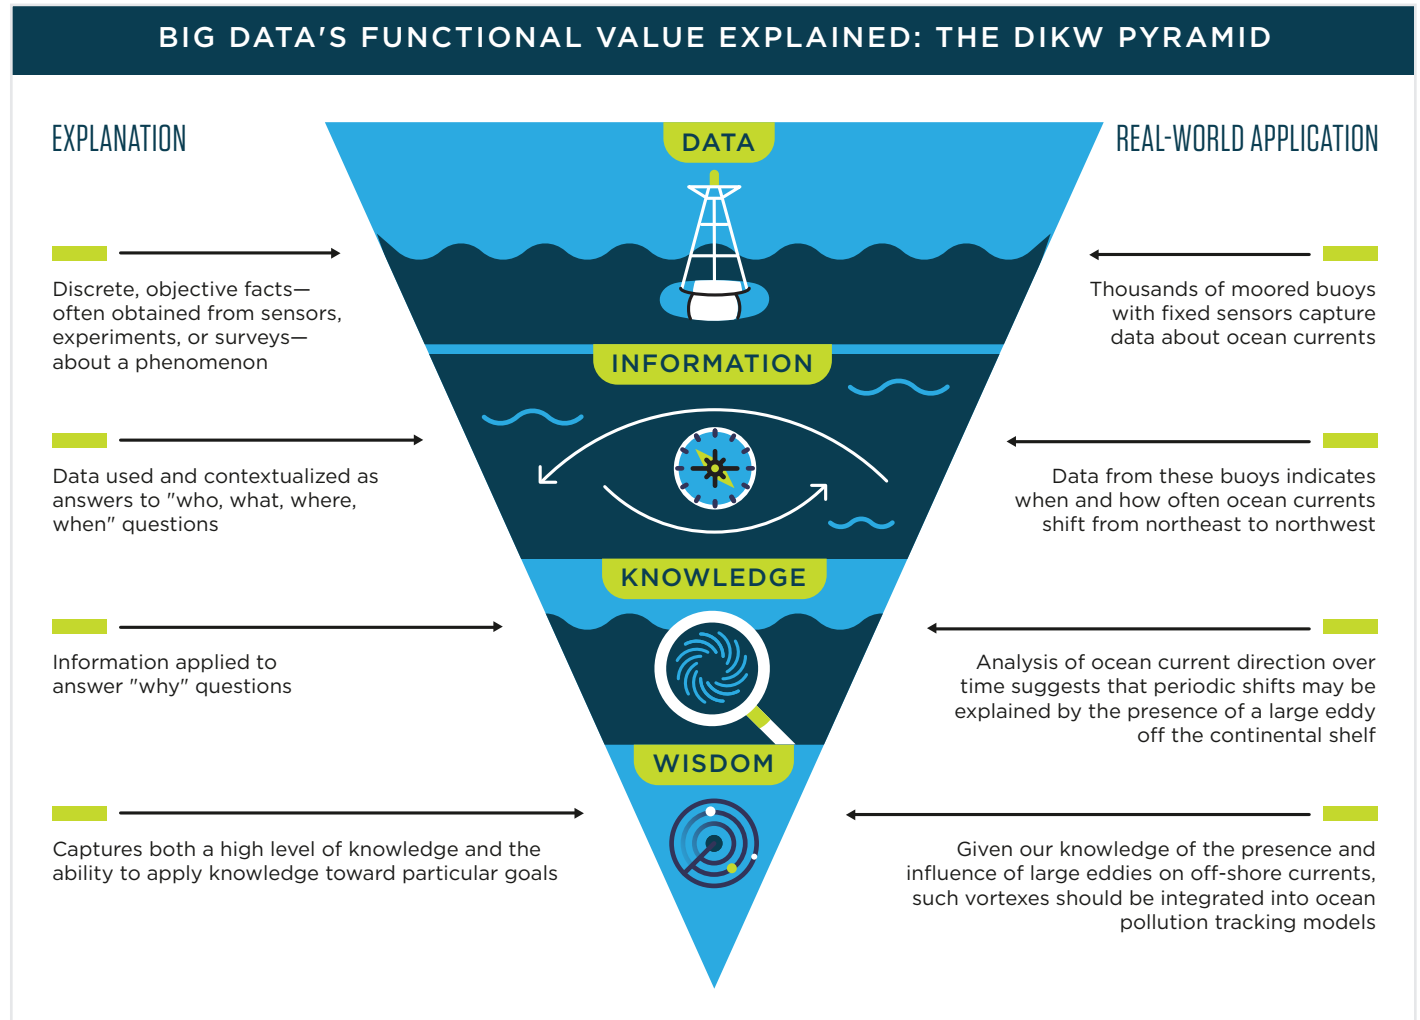 BIG DATA'S FUNCTIONAL VALUE EXPLAINED: THE DIKW PYRAMID
EXPLANATION
REAL-WORLD APPLICATION
DATA
Discrete, objective facts—
often obtained from sensors,
experiments, or surveys—
about a phenomenon
Thousands of moored buoys
with fixed sensors capture
data about ocean currents
INFORMATION
Data used and contextualized as
answers to "who, what, where,
when" questions
Data from these buoys indicates
when and how often ocean currents
shift from northeast to northwest
KNOWLEDGE
Information applied to
answer "why" questions
Analysis of ocean current direction over
time suggests that periodic shifts may be
explained by the presence of a large eddy
off the continental shelf
WISDOM
Captures both a high level of knowledge and the
ability to apply knowledge toward particular goals
Given our knowledge of the presence and
influence of large eddies on off-shore currents,
such vortexes should be integrated into ocean
pollution tracking models